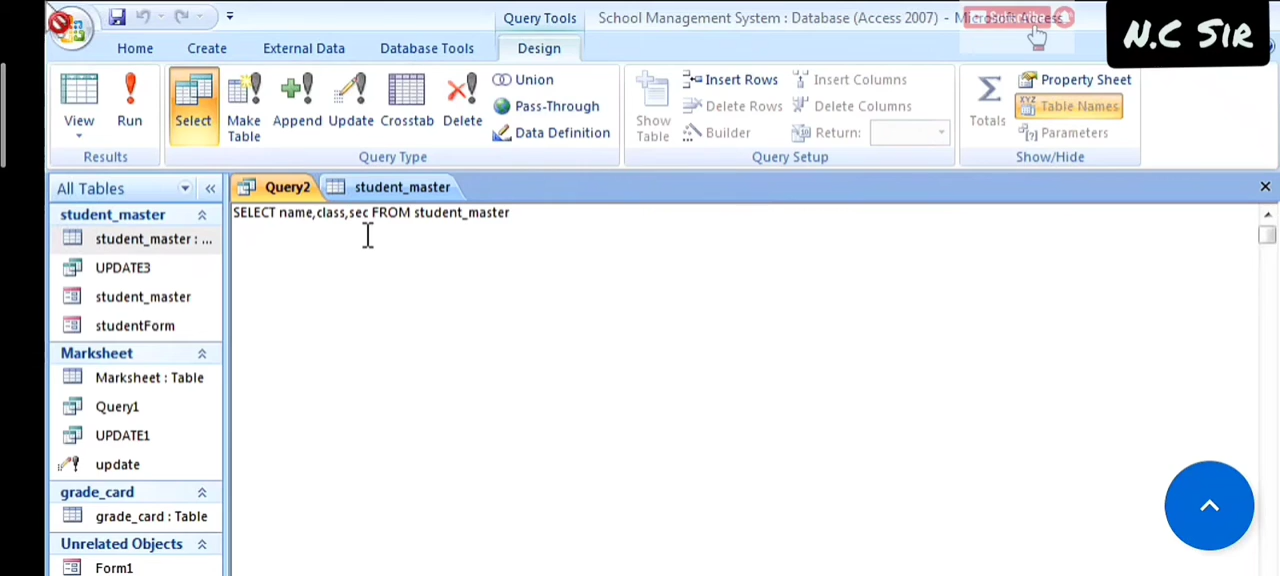 Query Tools
School Management System : Database (Access 2007) - Microsoft Access
Subscribe
N.C SIR
Home
Create
External Data
Database Tools
Design
View
Run
Results
Select
Make Table
Append
Update
Crosstab
Delete
Union
Pass-Through
Data Definition
Query Type
Show Table
Insert Rows
Delete Rows
Builder
Insert Columns
Delete Columns
Return:
Query Setup
Totals
Property Sheet
Table Names
Parameters
Show/Hide
All Tables
Query2
student_master
SELECT name,class,sec FROM student_master
student_master
student_master : ...
UPDATE3
student_master
studentForm
Marksheet
Marksheet : Table
Query1
UPDATE1
update
grade_card
grade_card : Table
Unrelated Objects
Form1